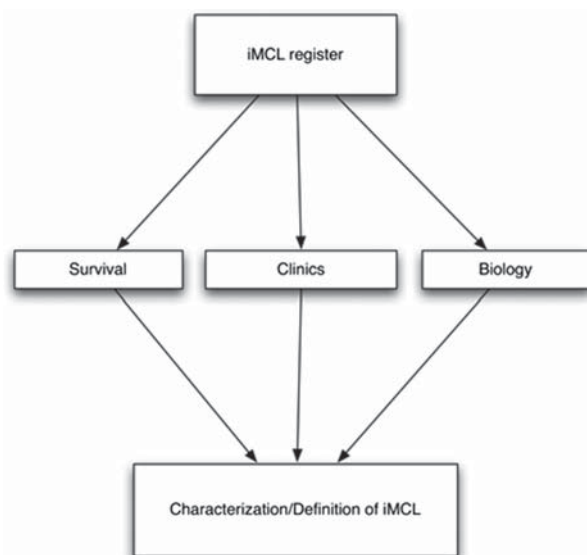 iMCL register
Survival
Clinics
Biology
Characterization/Definition of iMCL